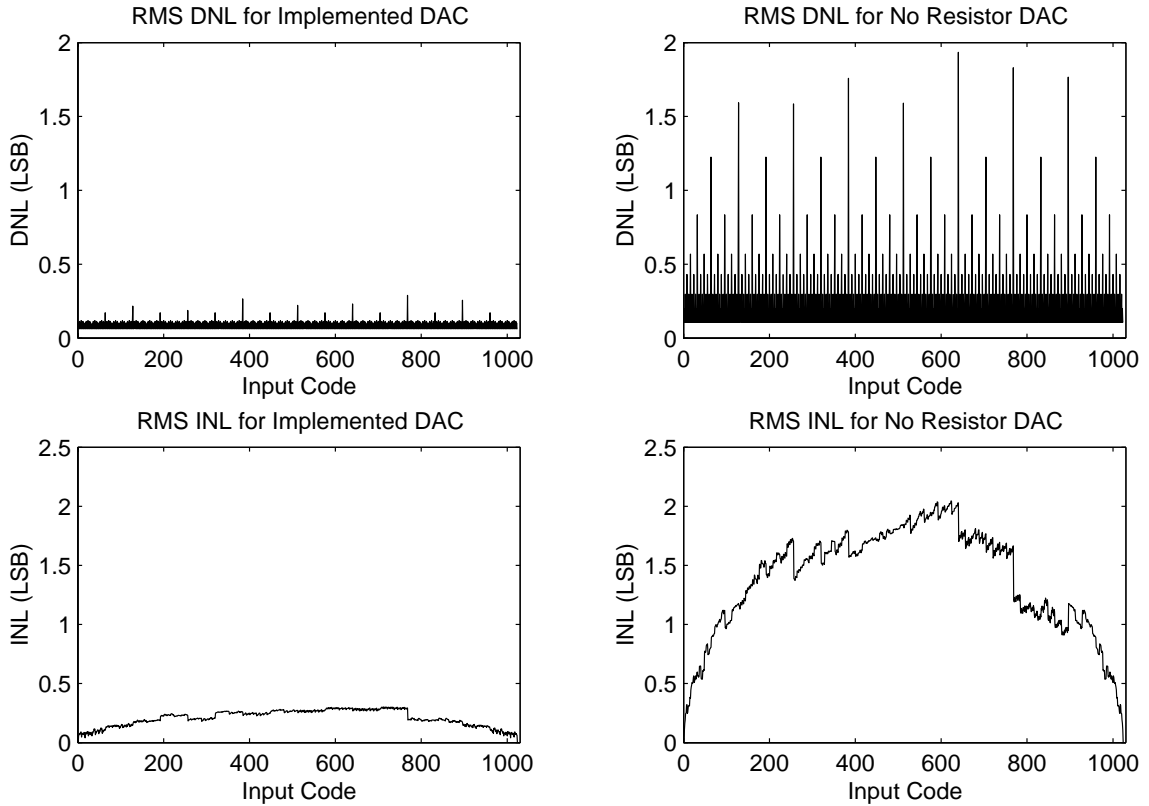 RMS DNL for Implemented DAC
2
1.5
1
0.5
0
DNL (LSB)
0 200 400 600 800 1000
Input Code
RMS DNL for No Resistor DAC
2
1.5
1
0.5
0
DNL (LSB)
0 200 400 600 800 1000
Input Code
RMS INL for Implemented DAC
2.5
2
1.5
1
0.5
0
INL (LSB)
0 200 400 600 800 1000
Input Code
RMS INL for No Resistor DAC
2.5
2
1.5
1
0.5
0
INL (LSB)
0 200 400 600 800 1000
Input Code